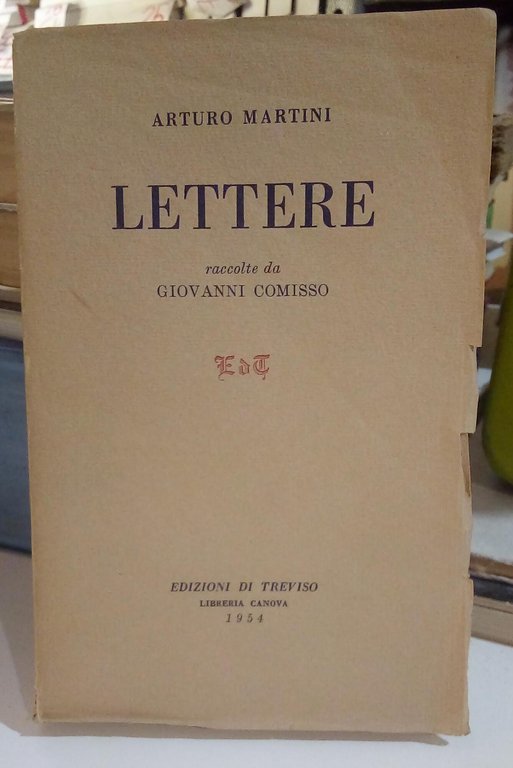 ARTURO MARTINI
LETTERE
raccolte da
GIOVANNI COMISSO
EdT
EDIZIONI DI TREVISO
LIBRERIA CANOVA
1954